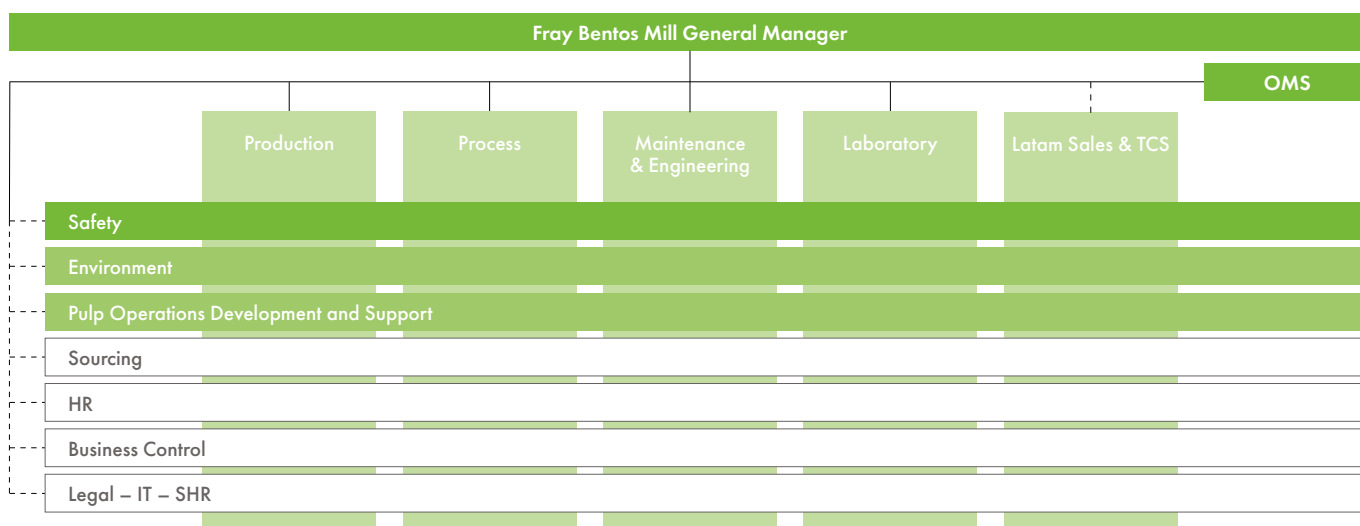 Fray Bentos Mill General Manager
OMS
Production
Process
Maintenance
& Engineering
Laboratory
Latam Sales & TCS
Safety
Environment
Pulp Operations Development and Support
Sourcing
HR
Business Control
Legal – IT – SHR